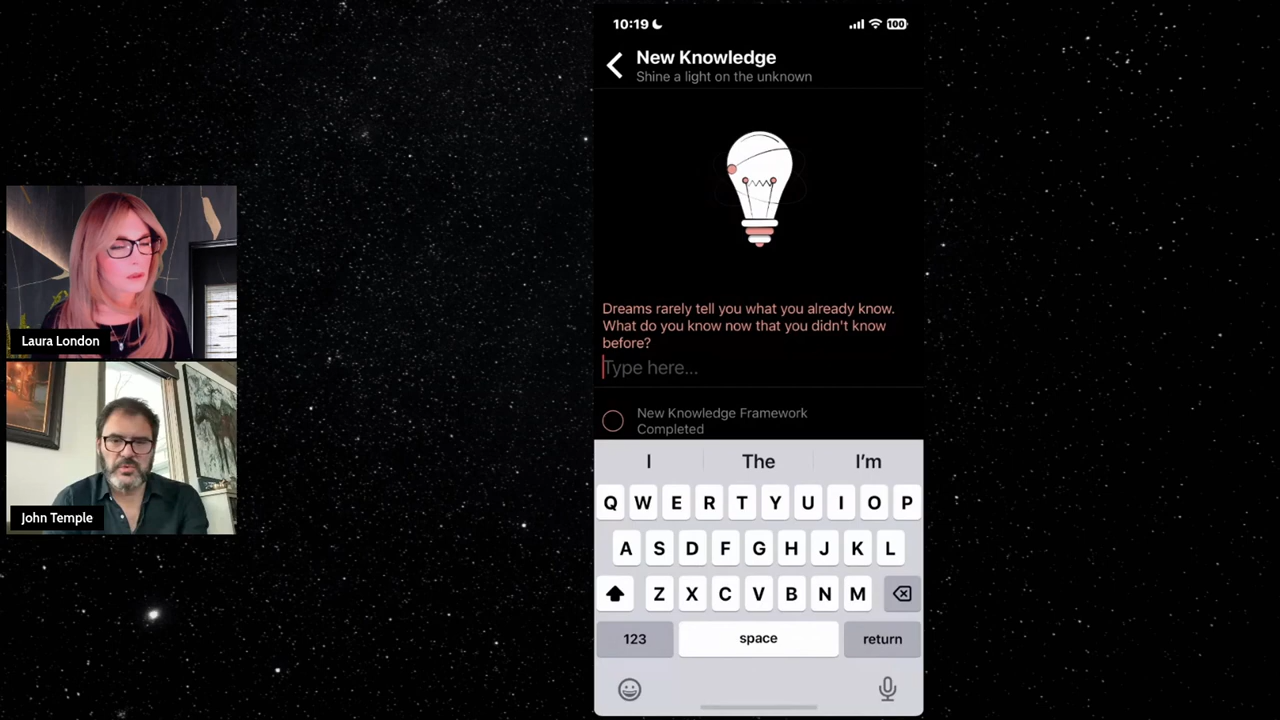 Laura London
John Temple
10:19
100
New Knowledge
Shine a light on the unknown
Dreams rarely tell you what you already know.
What do you know now that you didn't know
before?
Type here...
New Knowledge Framework
Completed
I The I'm
Q W E R T Y U I O P
A S D F G H J K L
Z X C V B N M
123 space return